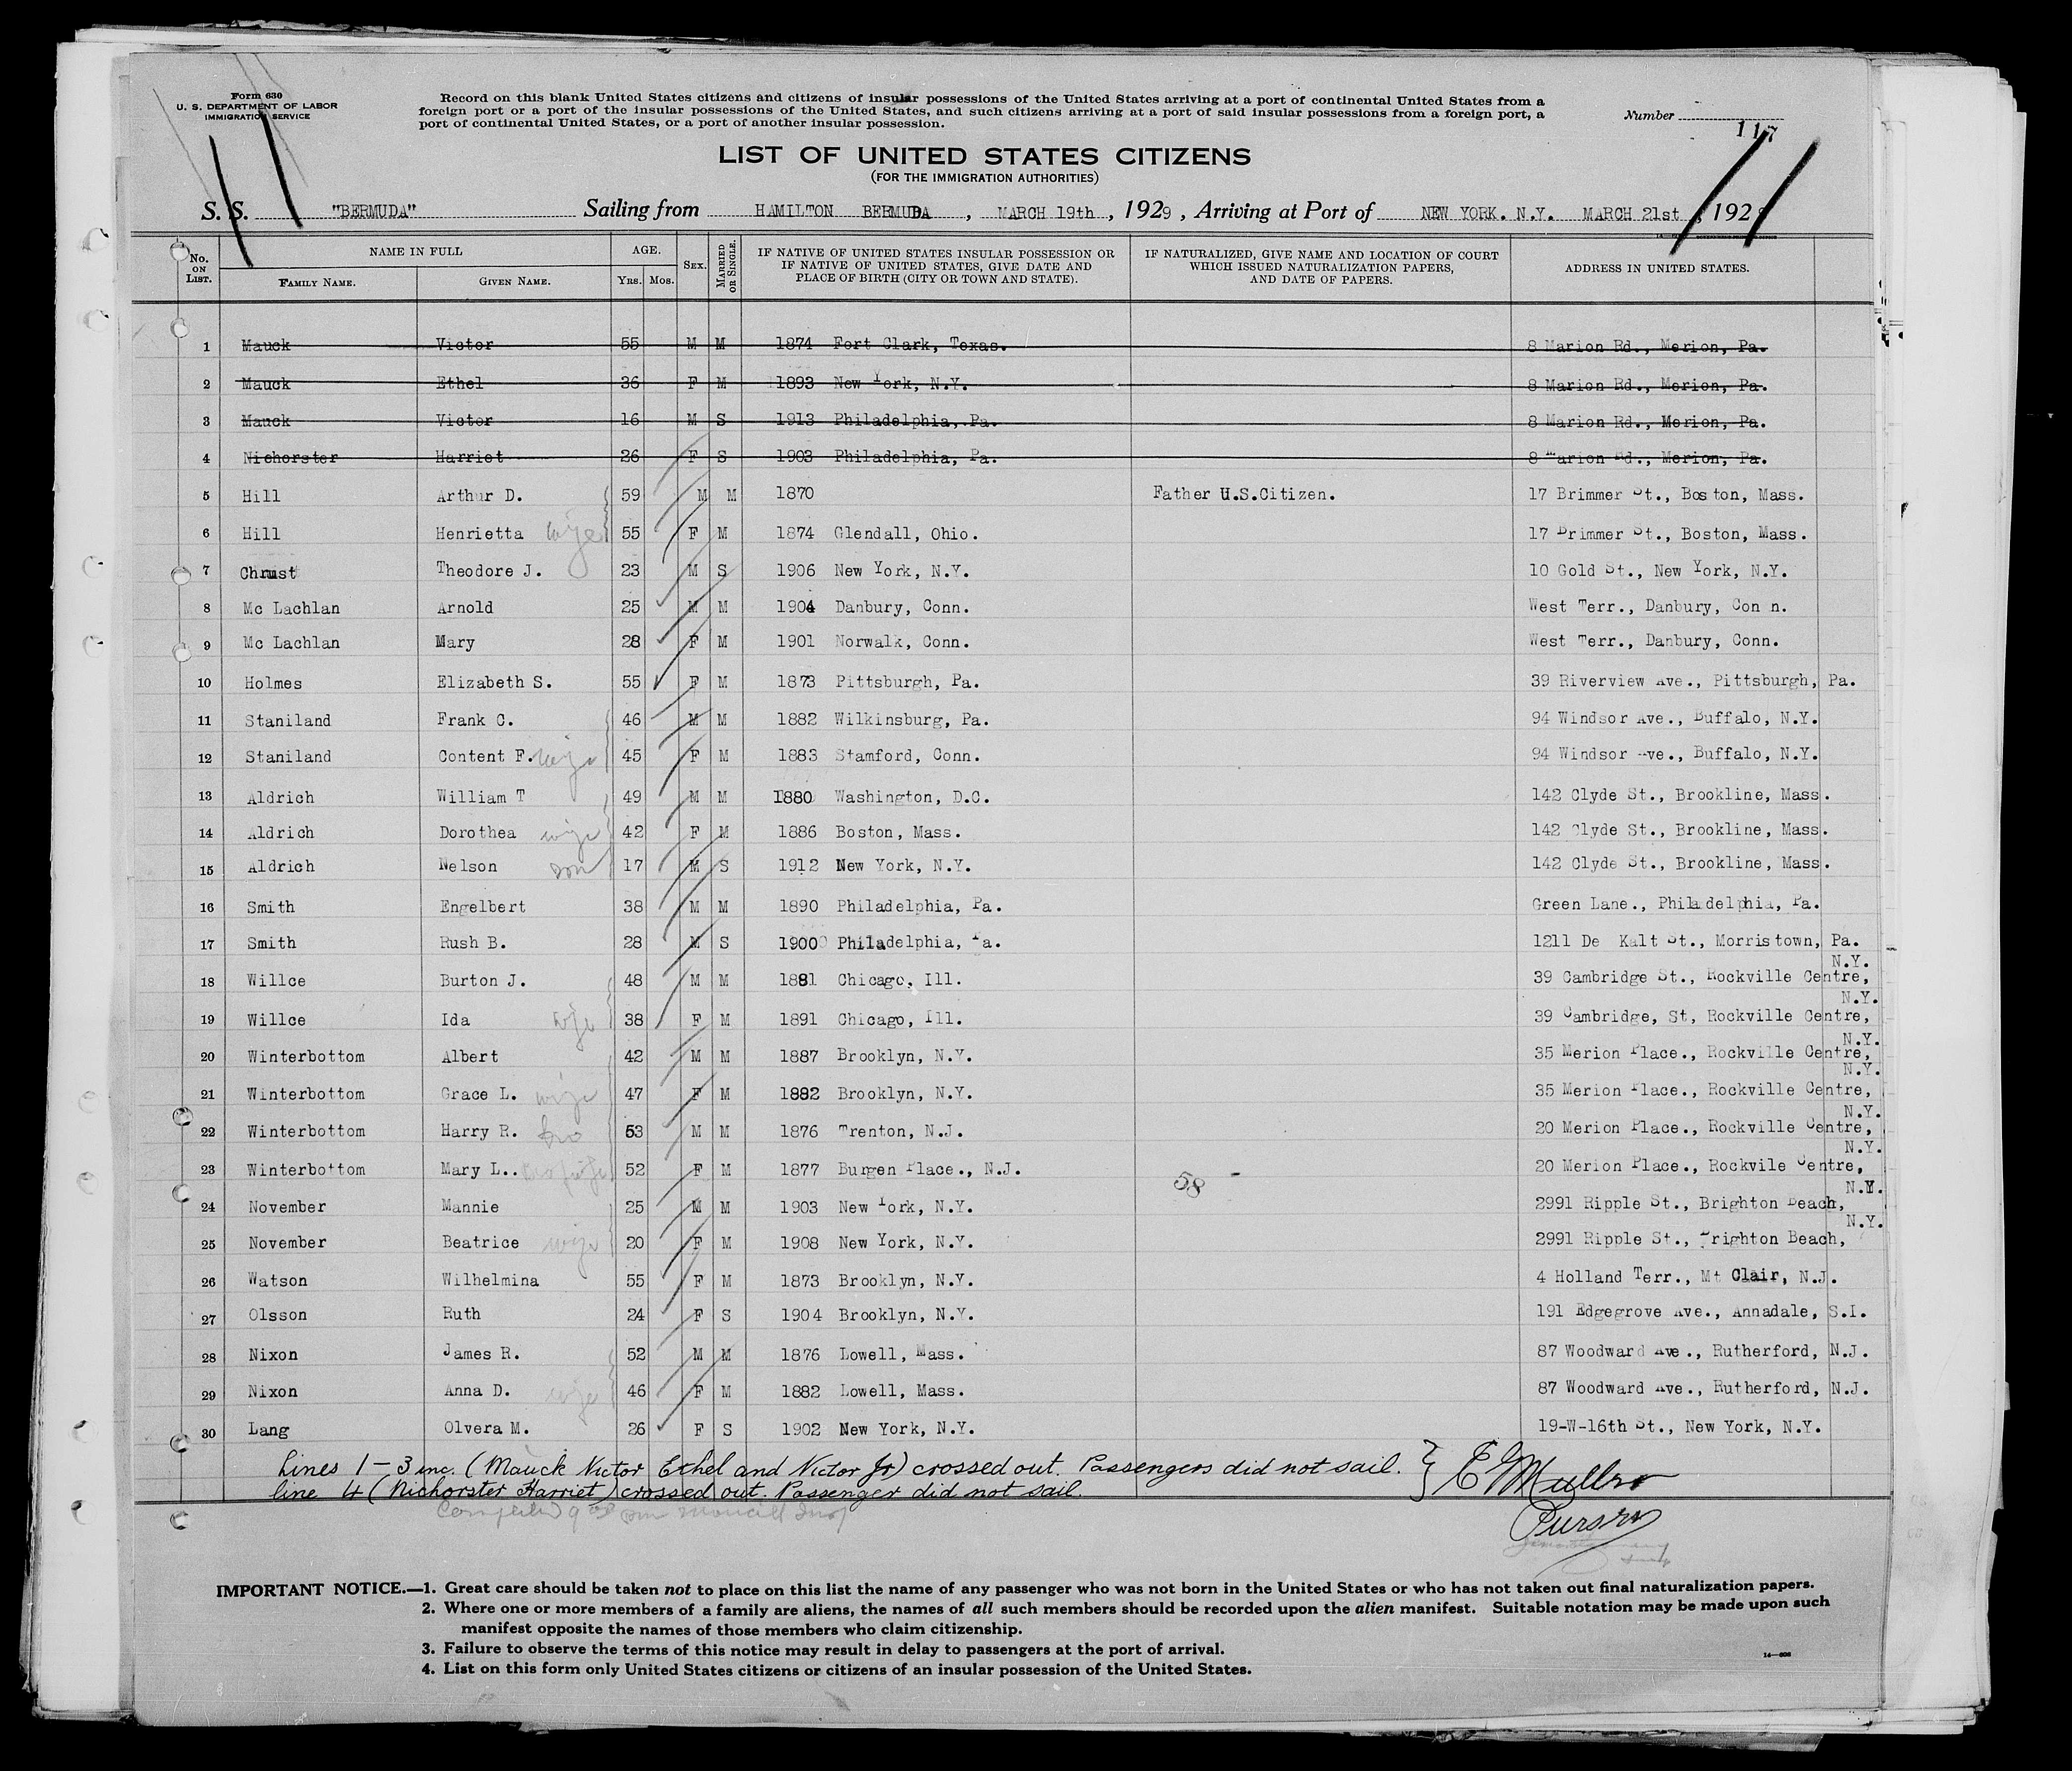 Form 630
U. S. DEPARTMENT OF LABOR
IMMIGRATION SERVICE
Record on this blank United States citizens and citizens of insular possessions of the United States arriving at a port of continental United States from a
foreign port or a port of the insular possessions of the United States, and such citizens arriving at a port of said insular possessions from a foreign port, a
port of continental United States, or a port of another insular possession.
Number
117
LIST OF UNITED STATES CITIZENS
(FOR THE IMMIGRATION AUTHORITIES)
S. S. "BERMUDA" Sailing from HAMILTON BERMUDA, MARCH 19th, 1929, Arriving at Port of NEW YORK. N.Y. MARCH 21st, 192
No. ON LIST. NAME IN FULL FAMILY NAME. GIVEN NAME. AGE. YRS. MOS. SEX. MARRIED OR SINGLE. IF NATIVE OF UNITED STATES INSULAR POSSESSION OR IF NATIVE OF UNITED STATES, GIVE DATE AND PLACE OF BIRTH (CITY OR TOWN AND STATE). IF NATURALIZED, GIVE NAME AND LOCATION OF COURT WHICH ISSUED NATURALIZATION PAPERS, AND DATE OF PAPERS. ADDRESS IN UNITED STATES.
1 Mauck Victor 55 M M 1874 Fort Clark, Texas. 8 Marion Rd., Merion, Pa.
2 Mauck Ethel 36 F M 1893 New York, N.Y. 8 Marion Rd., Merion, Pa.
3 Mauck Victor 16 M S 1913 Philadelphia, Pa. 8 Marion Rd., Merion, Pa.
4 Nichorster Harriet 26 F S 1903 Philadelphia, Pa. 8 Marion Rd., Merion, Pa.
5 Hill Arthur D. 59 M M 1870 Father U.S.Citizen. 17 Brimmer St., Boston, Mass.
6 Hill Henrietta wife 55 F M 1874 Glendall, Ohio. 17 Brimmer St., Boston, Mass.
7 Chrust Theodore J. 23 M S 1906 New York, N.Y. 10 Gold St., New York, N.Y.
8 Mc Lachlan Arnold 25 M M 1904 Danbury, Conn. West Terr., Danbury, Con n.
9 Mc Lachlan Mary 28 F M 1901 Norwalk, Conn. West Terr., Danbury, Conn.
10 Holmes Elizabeth S. 55 F M 1873 Pittsburgh, Pa. 39 Riverview Ave., Pittsburgh, Pa.
11 Staniland Frank C. 46 M M 1882 Wilkinsburg, Pa. 94 Windsor Ave., Buffalo, N.Y.
12 Staniland Content F. wife 45 F M 1883 Stamford, Conn. 94 Windsor Ave., Buffalo, N.Y.
13 Aldrich William T 49 M M 1880 Washington, D.C. 142 Clyde St., Brookline, Mass.
14 Aldrich Dorothea wife 42 F M 1886 Boston, Mass. 142 Clyde St., Brookline, Mass.
15 Aldrich Nelson son 17 M S 1912 New York, N.Y. 142 Clyde St., Brookline, Mass.
16 Smith Engelbert 38 M M 1890 Philadelphia, Pa. Green Lane., Philadelphia, Pa.
17 Smith Rush B. 28 M S 1900 Philadelphia, Pa. 1211 De Kalt St., Morristown, Pa.
18 Willce Burton J. 48 M M 1881 Chicago, Ill. 39 Cambridge St., Rockville Centre, N.Y.
19 Willce Ida wife 38 F M 1891 Chicago, Ill. 39 Cambridge, St, Rockville Centre, N.Y.
20 Winterbottom Albert 42 M M 1887 Brooklyn, N.Y. 35 Merion Place., Rockville Centre, N.Y.
21 Winterbottom Grace L. wife 47 F M 1882 Brooklyn, N.Y. 35 Merion Place., Rockville Centre, N.Y.
22 Winterbottom Harry R. bro 53 M M 1876 Trenton, N.J. 20 Merion Place., Rockville Centre, N.Y.
23 Winterbottom Mary L.. 52 F M 1877 Burgen Place., N.J. 20 Merion Place., Rockvile Centre, N.Y.
58 -
24 November Mannie 25 M M 1903 New York, N.Y. 2991 Ripple St., Brighton Beach, N.Y.
25 November Beatrice wife 20 F M 1908 New York, N.Y. 2991 Ripple St., Brighton Beach, N.Y.
26 Watson Wilhelmina 55 F M 1873 Brooklyn, N.Y. 4 Holland Terr., Mt Clair, N.J.
27 Olsson Ruth 24 F S 1904 Brooklyn, N.Y. 191 Edgegrove Ave., Annadale, S.I.
28 Nixon James R. 52 M M 1876 Lowell, Mass. 87 Woodward Ave., Rutherford, N.J.
29 Nixon Anna D. wife 46 F M 1882 Lowell, Mass. 87 Woodward Ave., Rutherford, N.J.
30 Lang Olvera M. 26 F S 1902 New York, N.Y. 19-W-16th St., New York, N.Y.
Lines 1-3 inc. (Mauck Victor Ethel and Victor Jr) crossed out. Passengers did not sail. } E Muller
line 4 (Nichorster Harriet) crossed out. Passenger did not sail.
Purser
IMPORTANT NOTICE.—1. Great care should be taken not to place on this list the name of any passenger who was not born in the United States or who has not taken out final naturalization papers.
2. Where one or more members of a family are aliens, the names of all such members should be recorded upon the alien manifest. Suitable notation may be made upon such
manifest opposite the names of those members who claim citizenship.
3. Failure to observe the terms of this notice may result in delay to passengers at the port of arrival.
4. List on this form only United States citizens or citizens of an insular possession of the United States.